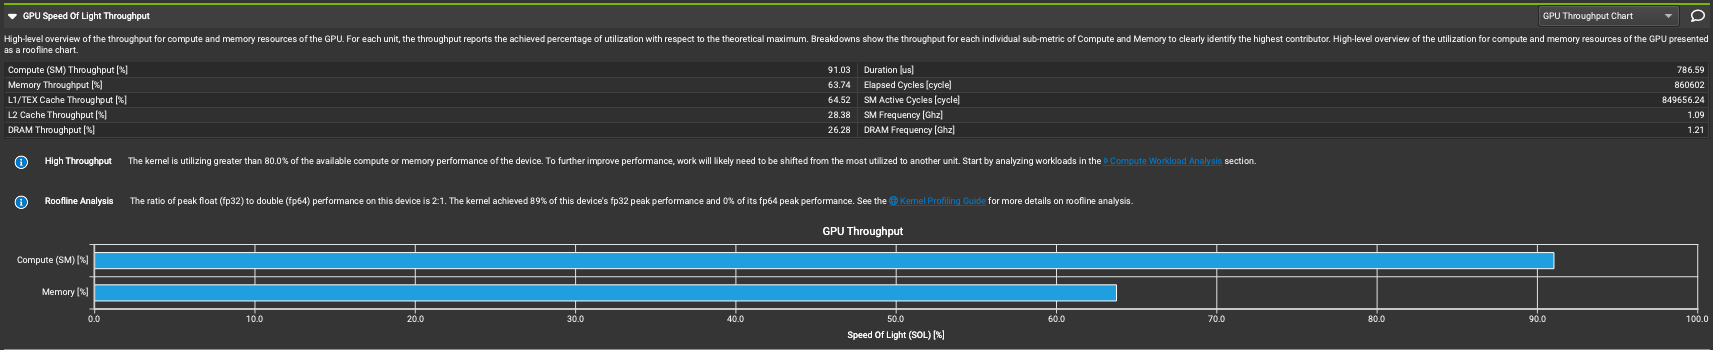 GPU Speed Of Light Throughput
GPU Throughput Chart
High-level overview of the throughput for compute and memory resources of the GPU. For each unit, the throughput reports the achieved percentage of utilization with respect to the theoretical maximum. Breakdowns show the throughput for each individual sub-metric of Compute and Memory to clearly identify the highest contributor. High-level overview of the utilization for compute and memory resources of the GPU presented
as a roofline chart.
Compute (SM) Throughput [%] 91.03 Duration [us] 786.59
Memory Throughput [%] 63.74 Elapsed Cycles [cycle] 860602
L1/TEX Cache Throughput [%] 64.52 SM Active Cycles [cycle] 849656.24
L2 Cache Throughput [%] 28.38 SM Frequency [Ghz] 1.09
DRAM Throughput [%] 26.28 DRAM Frequency [Ghz] 1.21
High Throughput The kernel is utilizing greater than 80.0% of the available compute or memory performance of the device. To further improve performance, work will likely need to be shifted from the most utilized to another unit. Start by analyzing workloads in the Compute Workload Analysis section.
Roofline Analysis The ratio of peak float (fp32) to double (fp64) performance on this device is 2:1. The kernel achieved 89% of this device's fp32 peak performance and 0% of its fp64 peak performance. See the Kernel Profiling Guide for more details on roofline analysis.
GPU Throughput
Compute (SM) [%]
Memory [%]
0.0 10.0 20.0 30.0 40.0 50.0 60.0 70.0 80.0 90.0 100.0
Speed Of Light (SOL) [%]